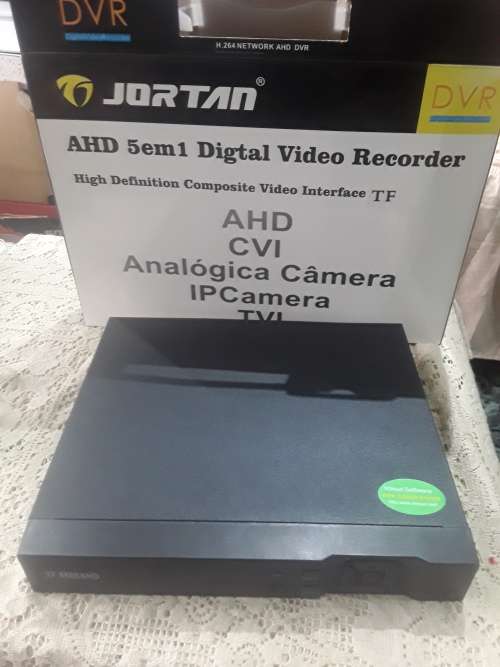 DVR
H.264 NETWORK AHD DVR
JORTAN®
DVR
AHD 5em1 Digtal Video Recorder
High Definition Composite Video Interface TF
AHD
CVI
Analógica Câmera
IPCamera
TVI